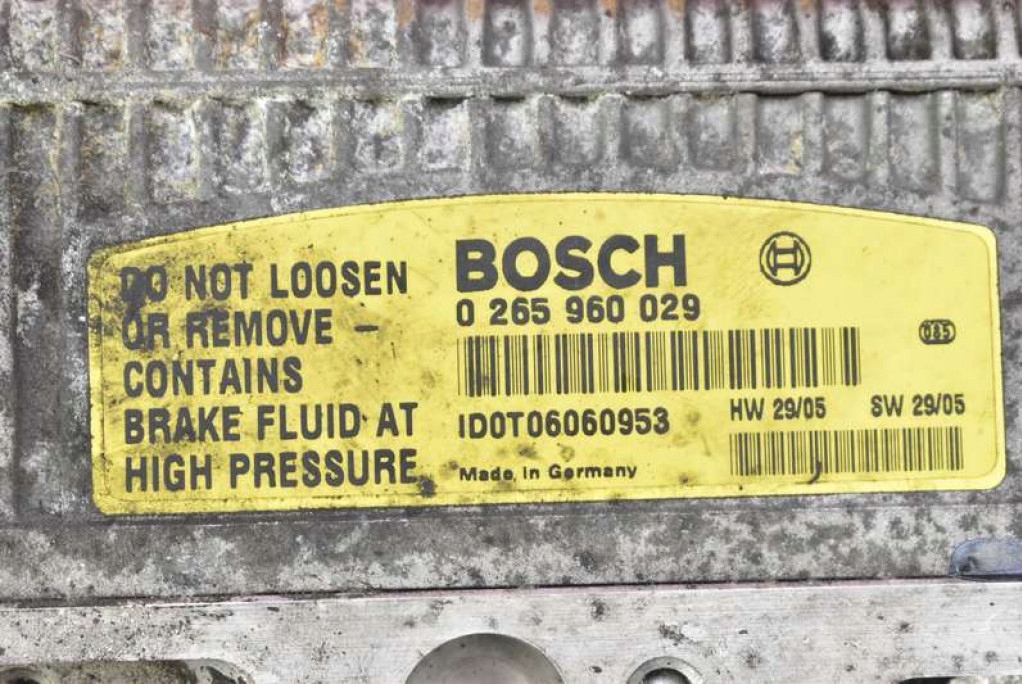 DO NOT LOOSEN
OR REMOVE –
CONTAINS
BRAKE FLUID AT
HIGH PRESSURE
BOSCH
0 265 960 029
ID0T06060953
Made in Germany
HW 29/05 SW 29/05
085